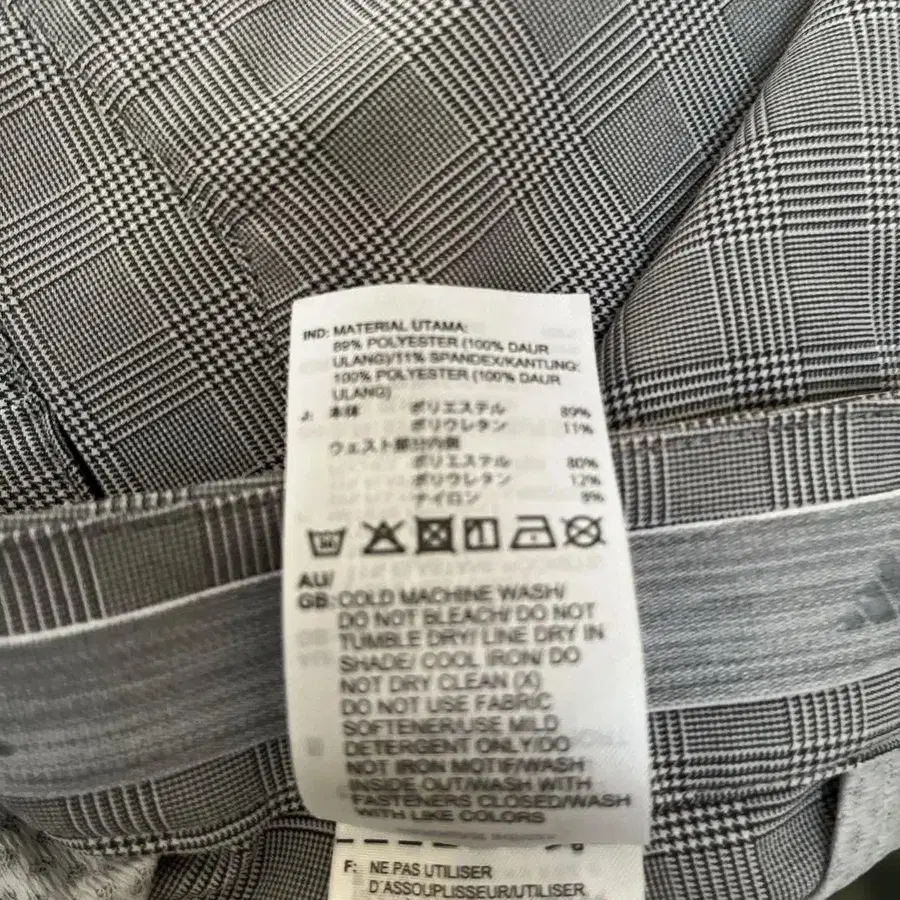 IND: MATERIAL UTAMA:
89% POLYESTER (100% DAUR
ULANG)/11% SPANDEX/KANTUNG:
100% POLYESTER (100% DAUR
ULANG)
J: 本体 ポリエステル 89%
ポリウレタン 11%
ウェスト部分内側
ポリエステル 80%
ポリウレタン 12%
ナイロン 8%
AU/
GB: COLD MACHINE WASH/
DO NOT BLEACH/ DO NOT
TUMBLE DRY/ LINE DRY IN
SHADE/ COOL IRON/ DO
NOT DRY CLEAN (X)
DO NOT USE FABRIC
SOFTENER/USE MILD
DETERGENT ONLY/DO
NOT IRON MOTIF/WASH
INSIDE OUT/WASH WITH
FASTENERS CLOSED/WASH
WITH LIKE COLORS
F: NE PAS UTILISER
D'ASSOUPLISSEUR/UTILISER